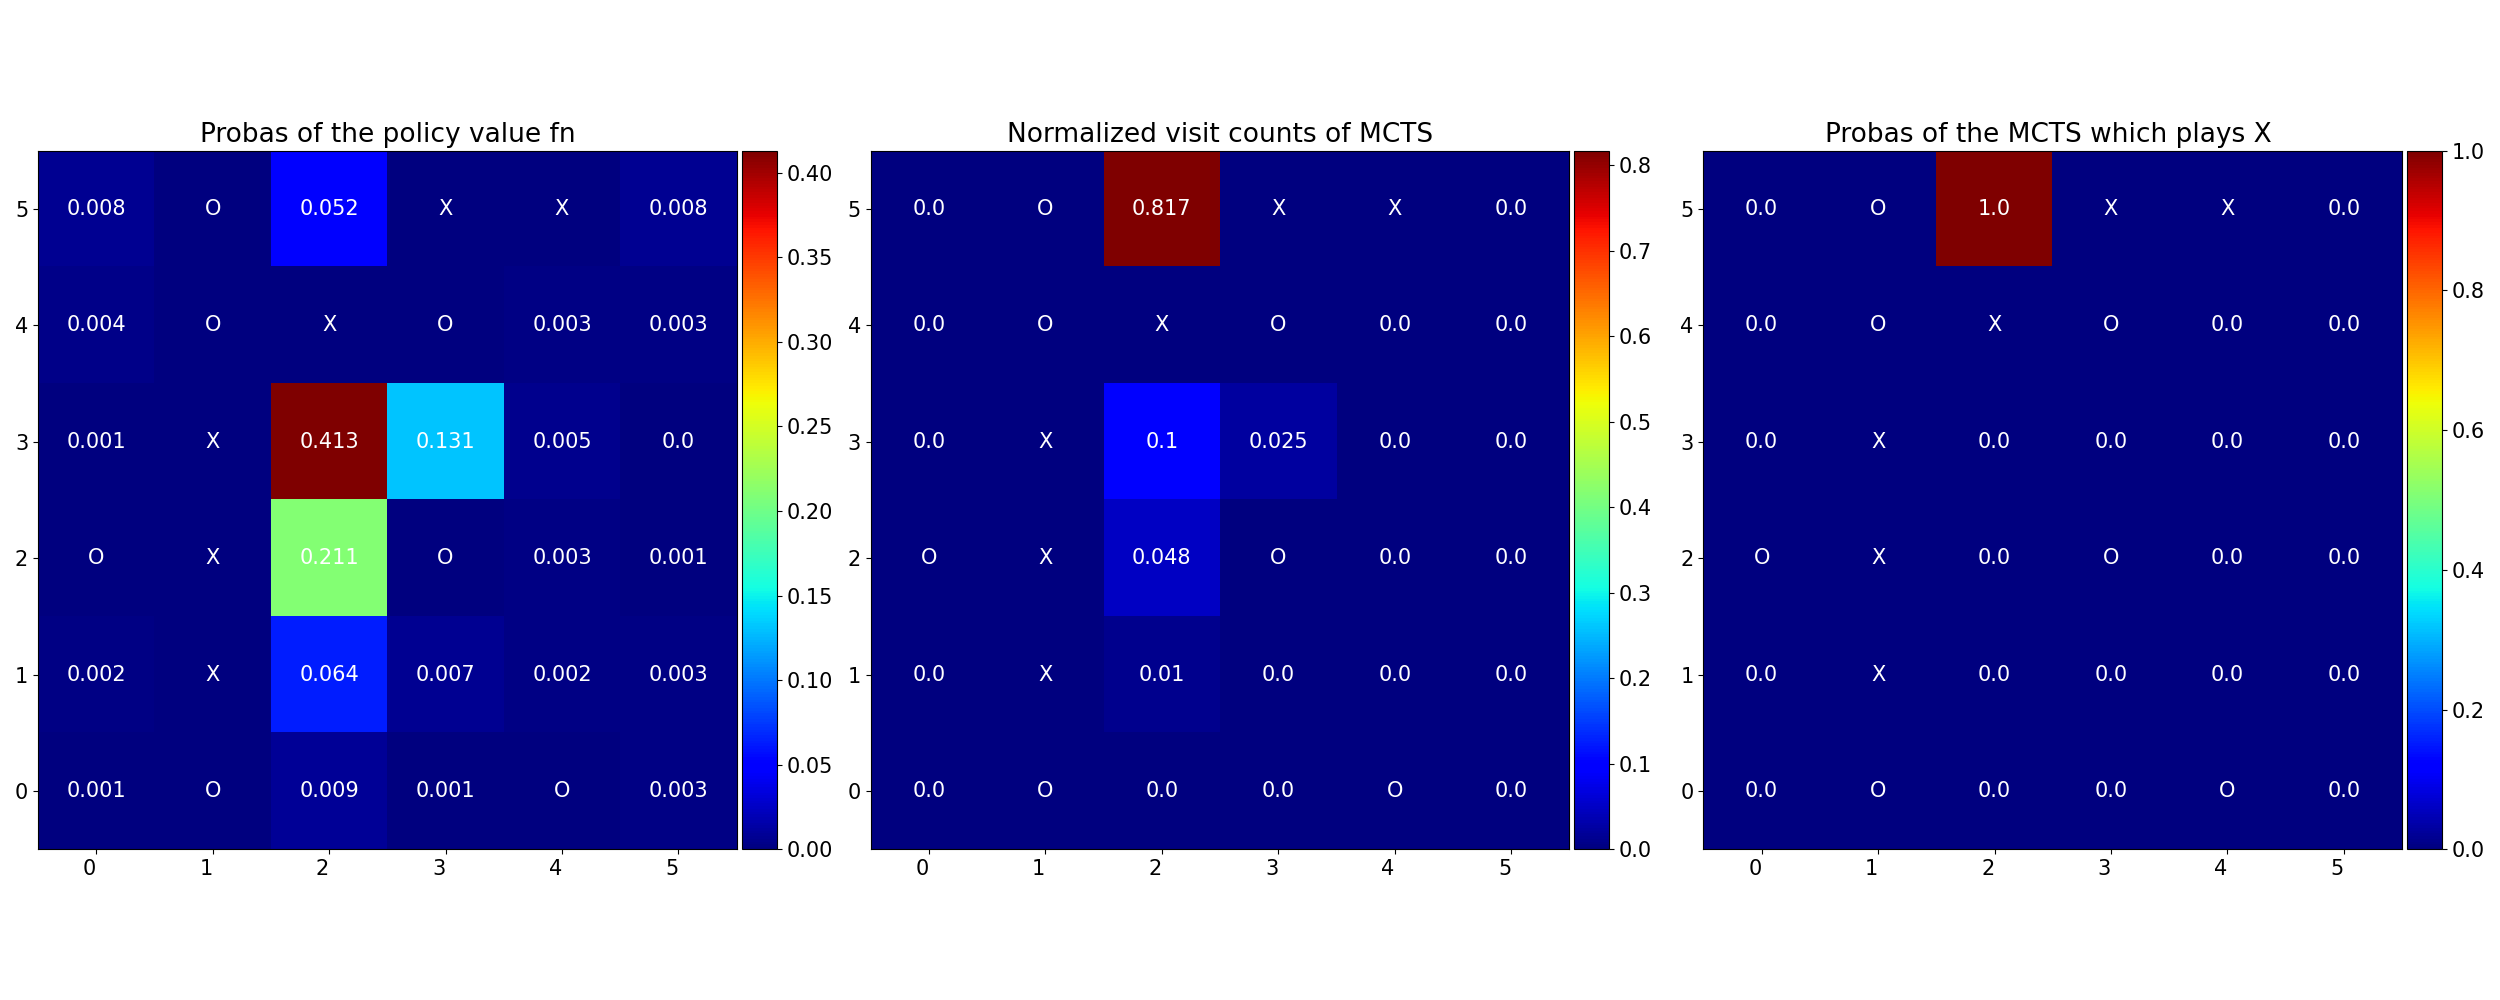 Probas of the policy value fn
5 0.008 O 0.052 X X 0.008
4 0.004 O X O 0.003 0.003
3 0.001 X 0.413 0.131 0.005 0.0
2 O X 0.211 O 0.003 0.001
1 0.002 X 0.064 0.007 0.002 0.003
0 0.001 O 0.009 0.001 O 0.003
0 1 2 3 4 5
0.40
0.35
0.30
0.25
0.20
0.15
0.10
0.05
0.00
Normalized visit counts of MCTS
5 0.0 O 0.817 X X 0.0
4 0.0 O X O 0.0 0.0
3 0.0 X 0.1 0.025 0.0 0.0
2 O X 0.048 O 0.0 0.0
1 0.0 X 0.01 0.0 0.0 0.0
0 0.0 O 0.0 0.0 O 0.0
0 1 2 3 4 5
0.8
0.7
0.6
0.5
0.4
0.3
0.2
0.1
0.0
Probas of the MCTS which plays X
5 0.0 O 1.0 X X 0.0
4 0.0 O X O 0.0 0.0
3 0.0 X 0.0 0.0 0.0 0.0
2 O X 0.0 O 0.0 0.0
1 0.0 X 0.0 0.0 0.0 0.0
0 0.0 O 0.0 0.0 O 0.0
0 1 2 3 4 5
1.0
0.8
0.6
0.4
0.2
0.0